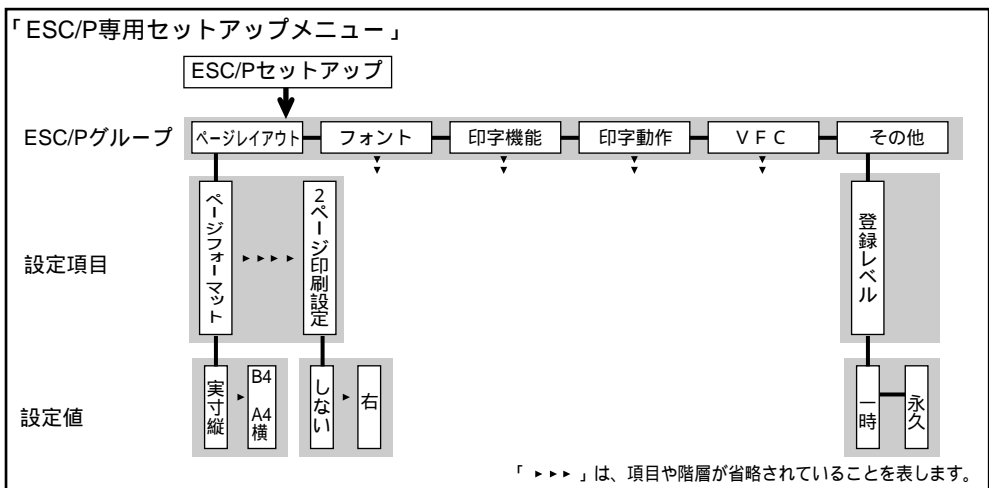 「ESC/P専用セットアップメニュー」
ESC/Pセットアップ
ESC/Pグループ
ページレイアウト
フォント
印字機能
印字動作
ＶＦＣ
その他
設定項目
ページフォーマット
2ページ印刷設定
登録レベル
設定値
実寸縦
B4
A4
横
しない
右
一時
永久
「 ►►► 」は、項目や階層が省略されていることを表します。